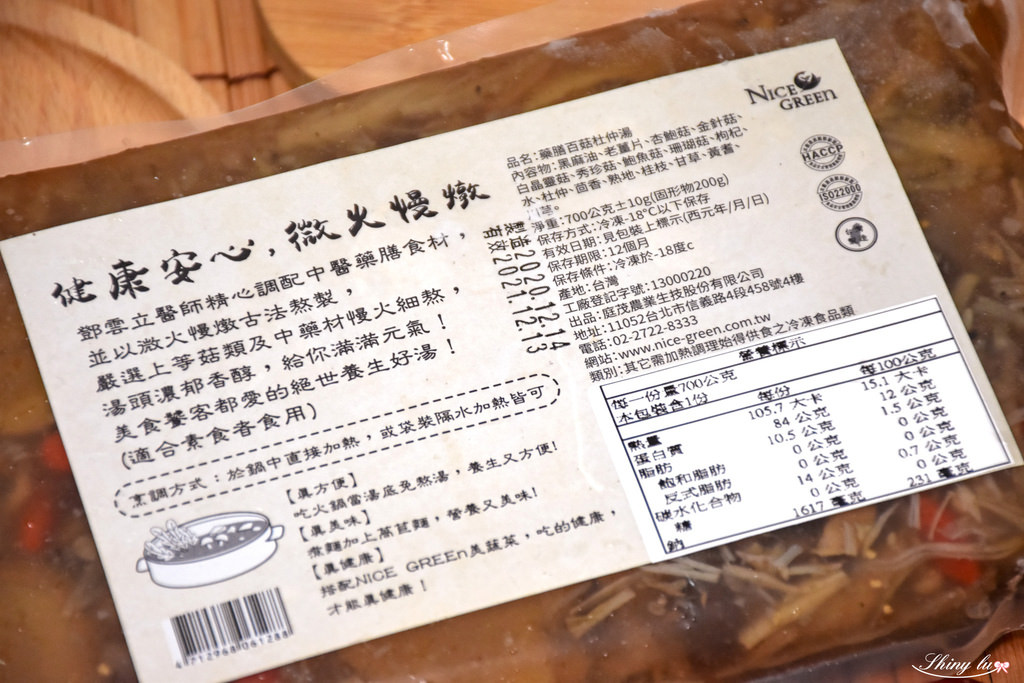 NICE GREEn
健康安心，微火慢燉
鄧雲立醫師精心調配中醫藥膳食材，
並以溦火慢燉古法熬製，
嚴選上等菇類及中藥材慢火細熬，
湯頭濃郁香醇，給你滿滿元氣！
美食饕客都愛的絕世養生好湯！
(適合素食者食用)
烹調方式：於鍋中直接加熱，或袋裝隔水加熱皆可
【真方便】
吃火鍋當湯底免熬湯，養生又方便!
【真美味】
煮麵加上萵苣麵，營養又美味!
【真健康】
搭配NICE GREEn美蔬菜，吃的健康，
才能真健康！
4712968061288
品名：藥膳百菇杜仲湯
內容物：黑麻油、老薑片、杏鮑菇、金針菇、
白晶靈菇、秀珍菇、鮑魚菇、珊瑚菇、枸杞、
水、杜仲、茴香、熟地、桂枝、甘草、黃耆、
淨重：700公克±10g(固形物200g)
保存方式：冷凍-18°C以下保存
有效日期：見包裝上標示(西元年/月/日)
保存期限：12個月
保存條件：冷凍於-18度c
產地：台灣
工廠登記字號：13000220
出品：庭茂農業生技股份有限公司
地址：11052台北市信義路4段458號4樓
電話：02-2722-8333
網站：www.nice-green.com.tw
類別：其它需加熱調理始得供食之冷凍食品類
製造2020.12.14
有效2021.12.13
HACCP
ISO22000
營養標示
每一份量700公克
本包裝含1份
每份 每100公克
熱量 105.7 大卡 15.1 大卡
蛋白質 84 公克 12 公克
脂肪 10.5 公克 1.5 公克
飽和脂肪 0 公克 0 公克
反式脂肪 0 公克 0 公克
碳水化合物 14 公克 0.7 公克
糖 0 公克 0 公克
鈉 1617 毫克 231 毫克
Shiny lu